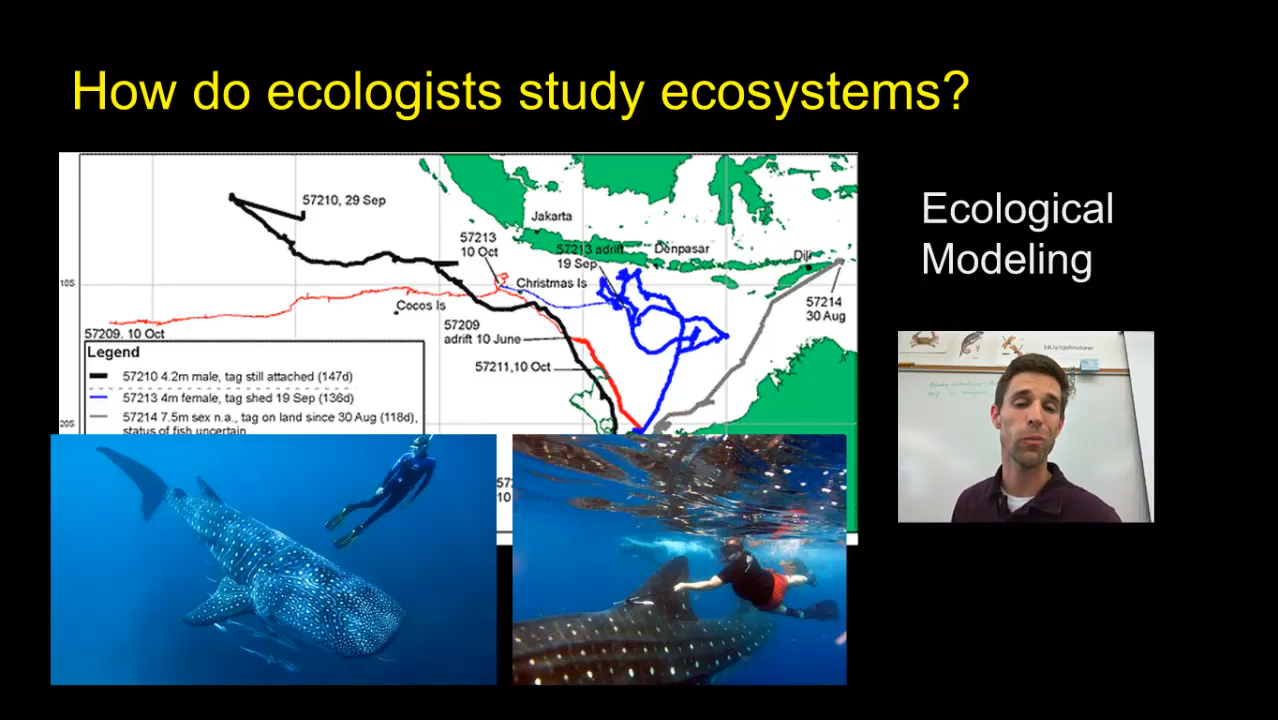 How do ecologists study ecosystems?
Ecological
Modeling
57210, 29 Sep
Jakarta
57213
10 Oct
57213 adrift
19 Sep
Denpasar
Dili
10S
Christmas Is
Cocos Is
57214
30 Aug
57209
adrift 10 June
57209, 10 Oct
57211,10 Oct
Legend
57210 4.2m male, tag still attached (147d)
57213 4m female, tag shed 19 Sep (136d)
57214 7.5m sex n.a., tag on land since 30 Aug (118d),
status of fish uncertain
20S
10